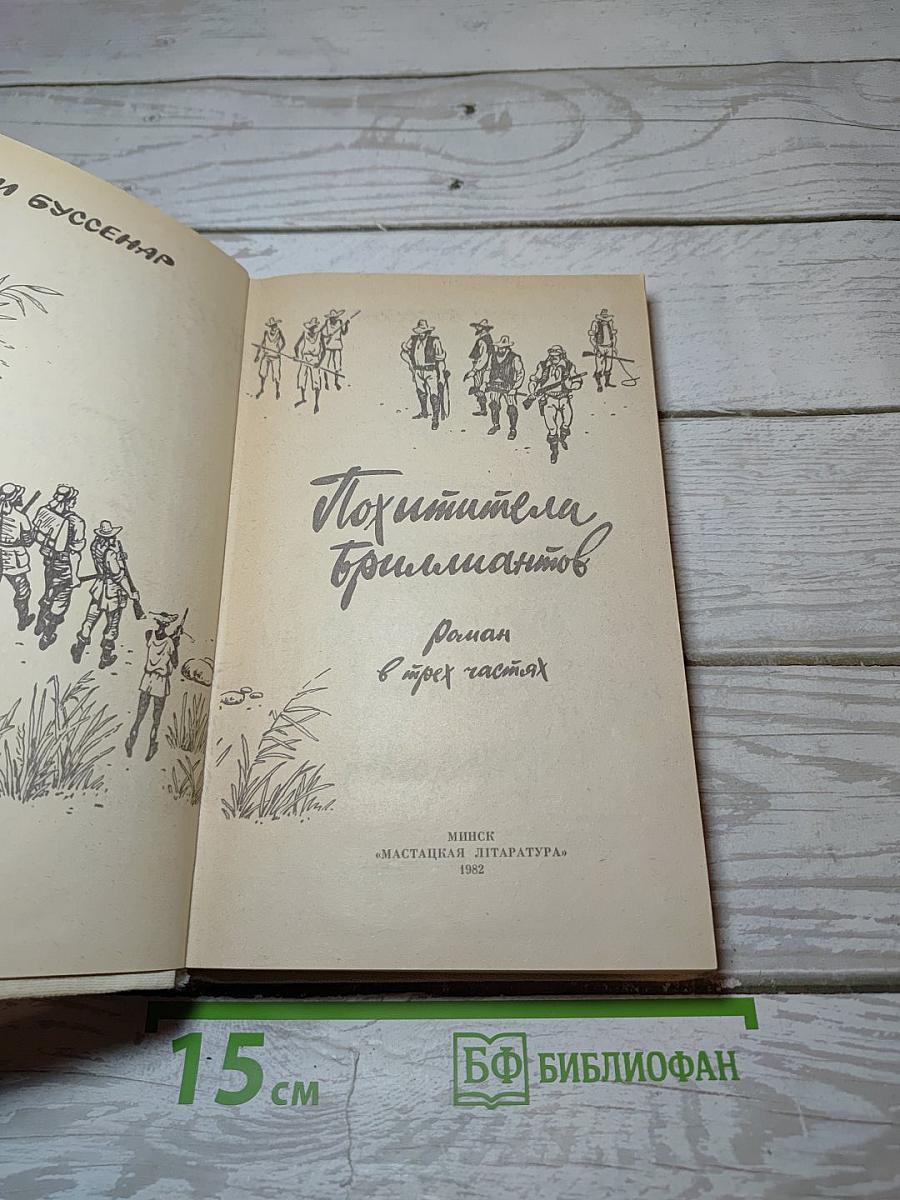 И БУССЕНАР
Похитители
Бриллиантов
Роман
в трех частях
МИНСК
«МАСТАЦКАЯ ЛІТАРАТУРА»
1982
15 см
БФ БИБЛИОФАН